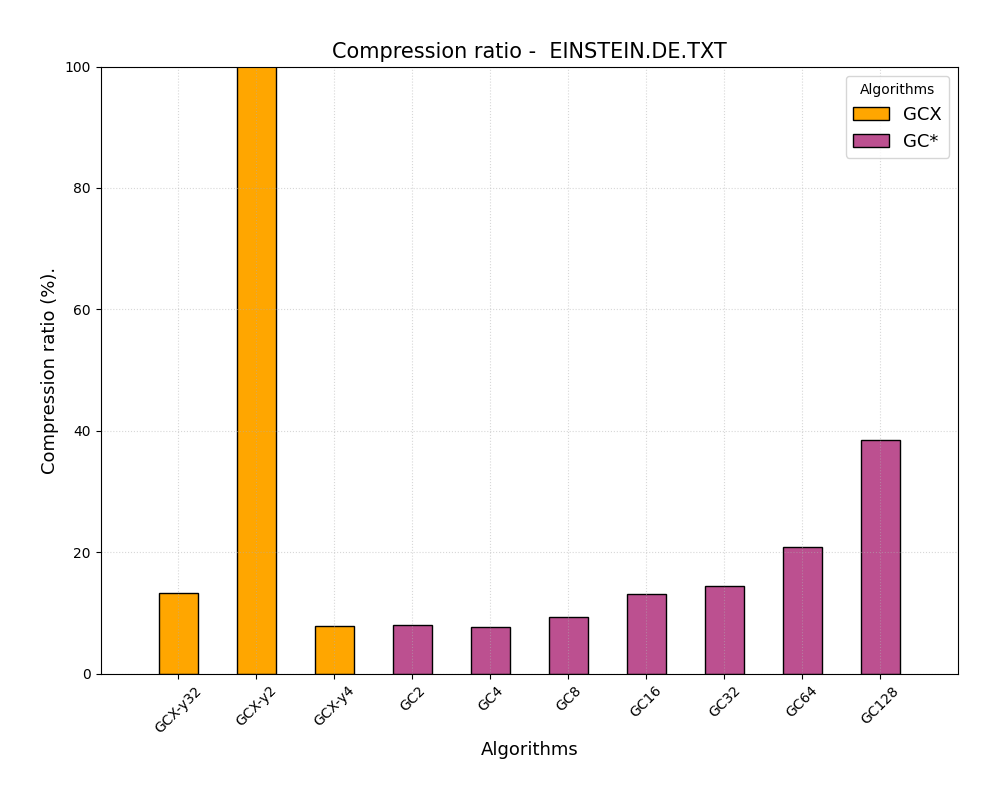 Compression ratio -  EINSTEIN.DE.TXT
Algorithms
GCX
GC*
Compression ratio (%).
100
80
60
40
20
0
GCX-y32
GCX-y2
GCX-y4
GC2
GC4
GC8
GC16
GC32
GC64
GC128
Algorithms